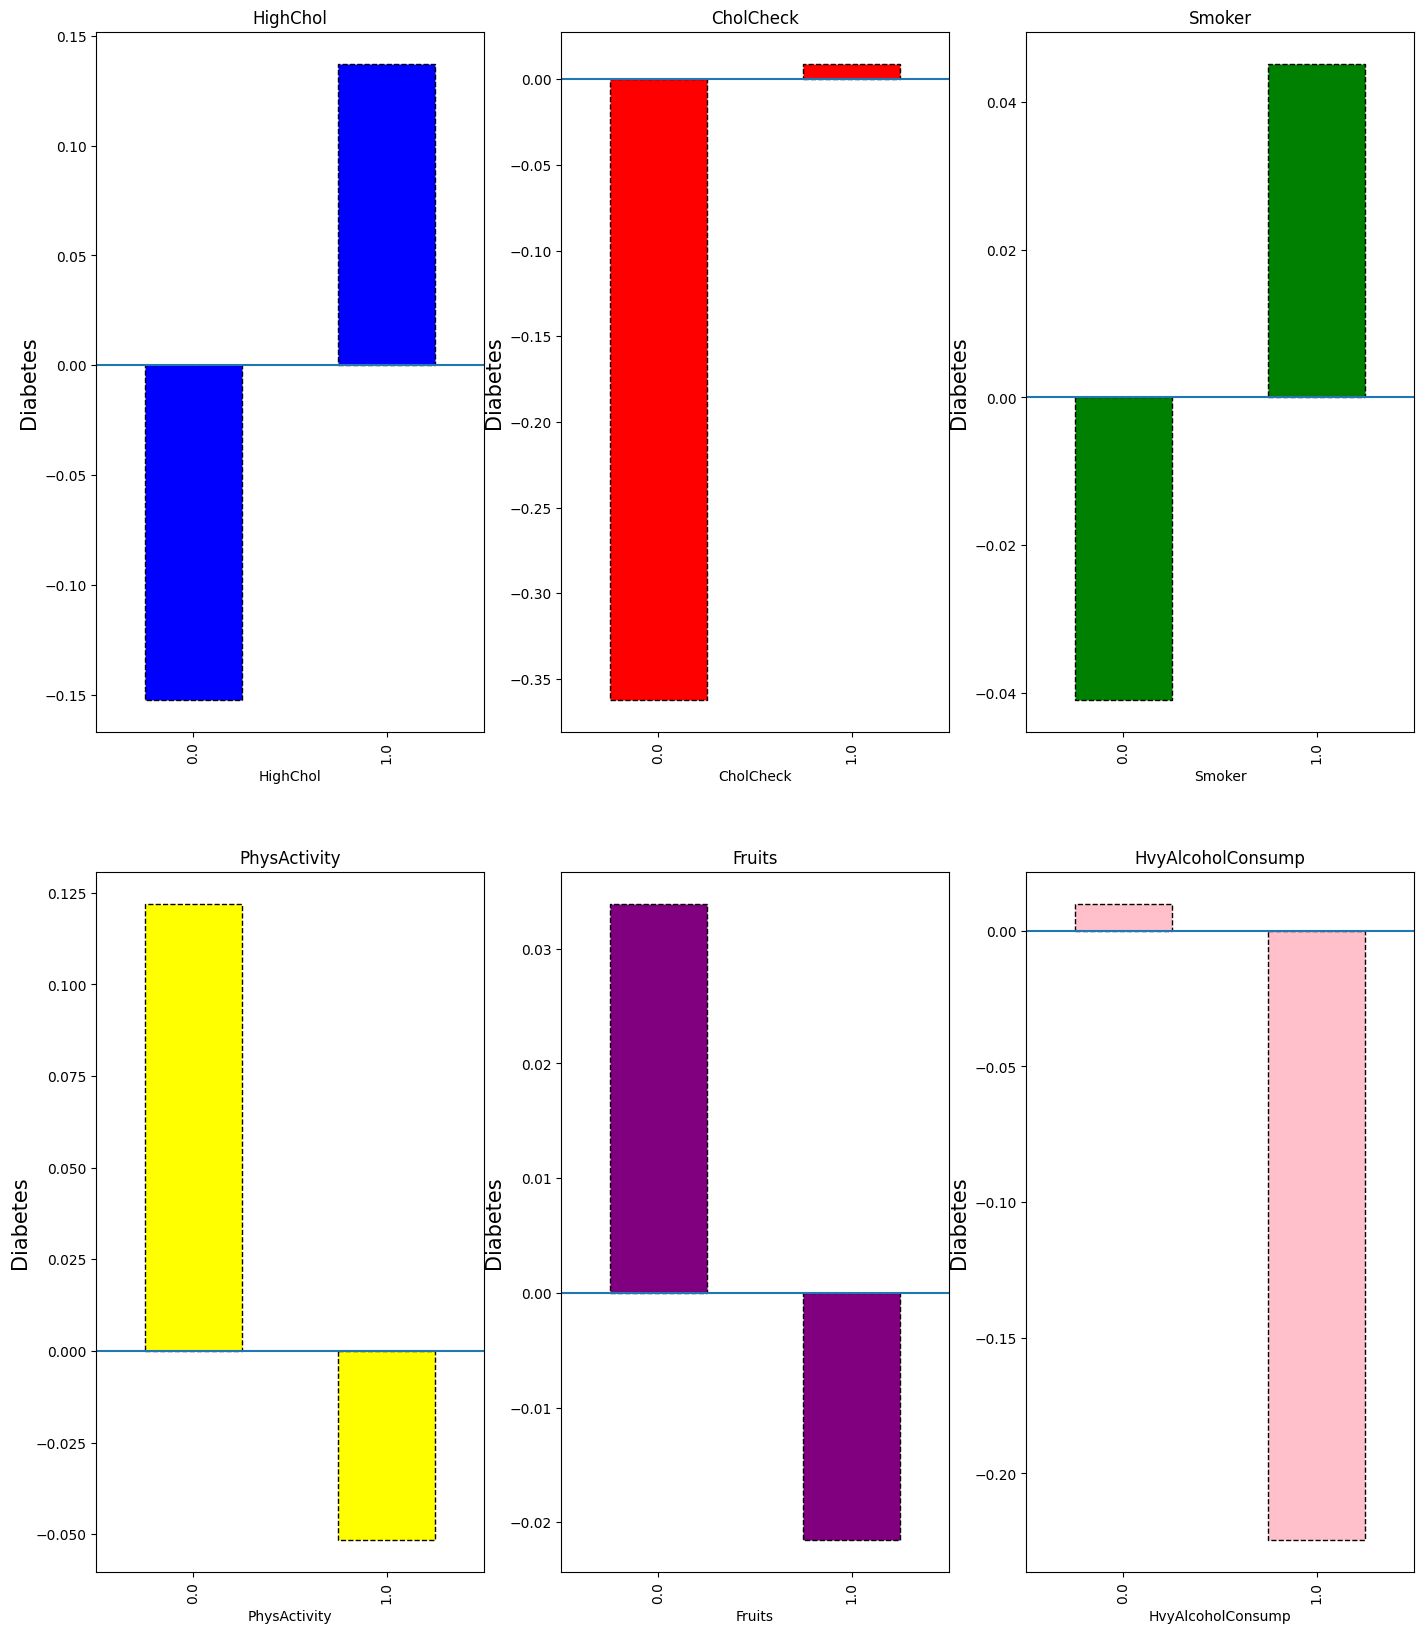 HighChol
Diabetes
0.15
0.10
0.05
0.00
−0.05
−0.10
−0.15
0.0
1.0
HighChol
CholCheck
Diabetes
0.00
−0.05
−0.10
−0.15
−0.20
−0.25
−0.30
−0.35
0.0
1.0
CholCheck
Smoker
Diabetes
0.04
0.02
0.00
−0.02
−0.04
0.0
1.0
Smoker
PhysActivity
Diabetes
0.125
0.100
0.075
0.050
0.025
0.000
−0.025
−0.050
0.0
1.0
PhysActivity
Fruits
Diabetes
0.03
0.02
0.01
0.00
−0.01
−0.02
0.0
1.0
Fruits
HvyAlcoholConsump
Diabetes
0.00
−0.05
−0.10
−0.15
−0.20
0.0
1.0
HvyAlcoholConsump